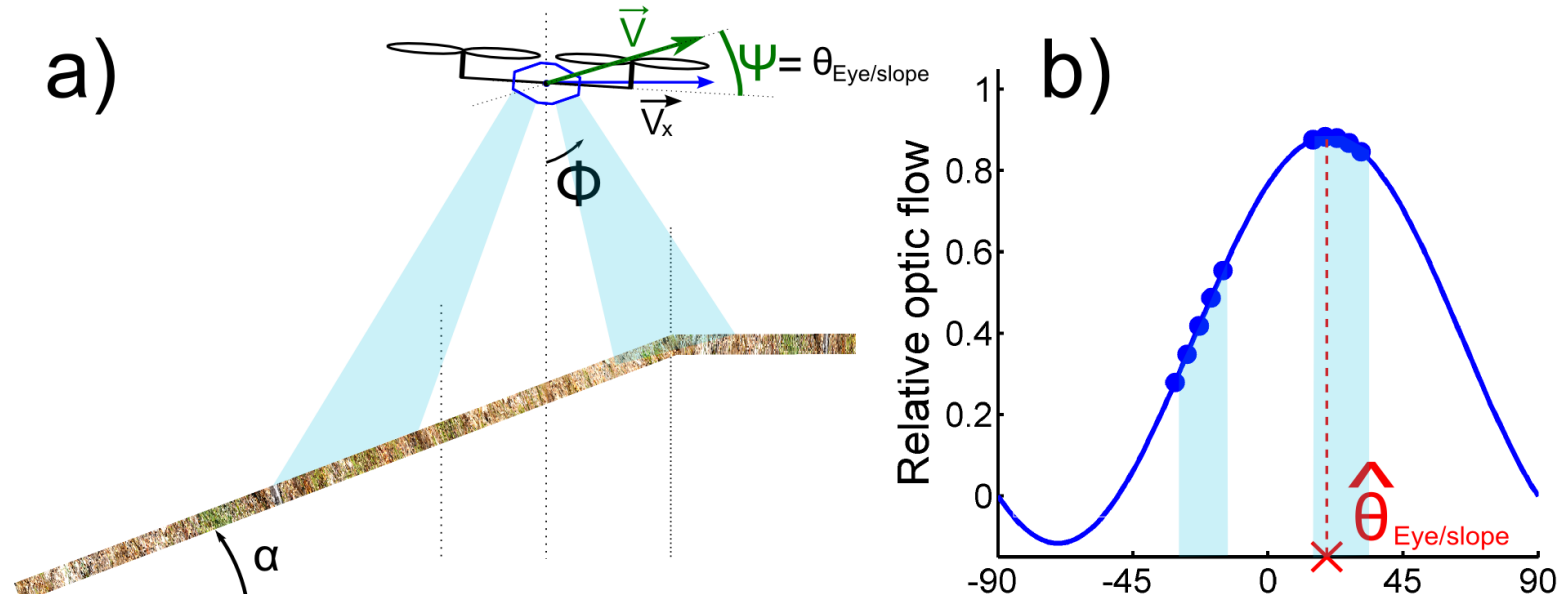 a)
V
Ψ = θEye/slope
Vx
Φ
α
b)
Relative optic flow
1
0.8
0.6
0.4
0.2
0
θ̂Eye/slope
-90 -45 0 45 90